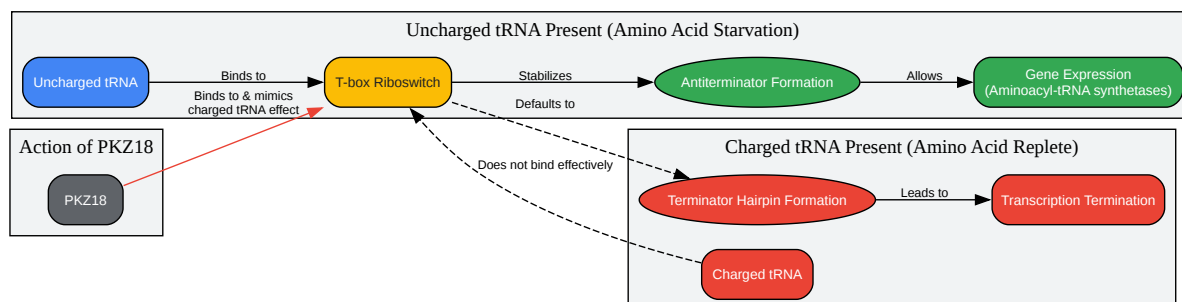 Uncharged tRNA Present (Amino Acid Starvation)
Uncharged tRNA
Binds to
T-box Riboswitch
Stabilizes
Antiterminator Formation
Allows
Gene Expression
(Aminoacyl-tRNA synthetases)
Binds to & mimics
charged tRNA effect
Defaults to
Action of PKZ18
PKZ18
Does not bind effectively
Charged tRNA Present (Amino Acid Replete)
Terminator Hairpin Formation
Leads to
Transcription Termination
Charged tRNA